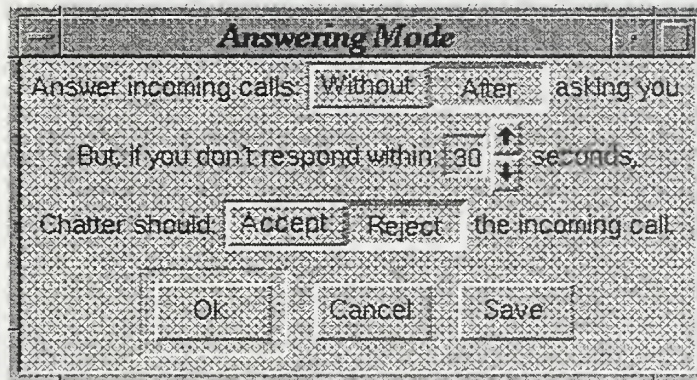 Answering Mode
Answer incoming calls: Without After asking you.
But, if you don't respond within: 30 seconds,
Chatter should: Accept Reject the incoming call.
Ok Cancel Save